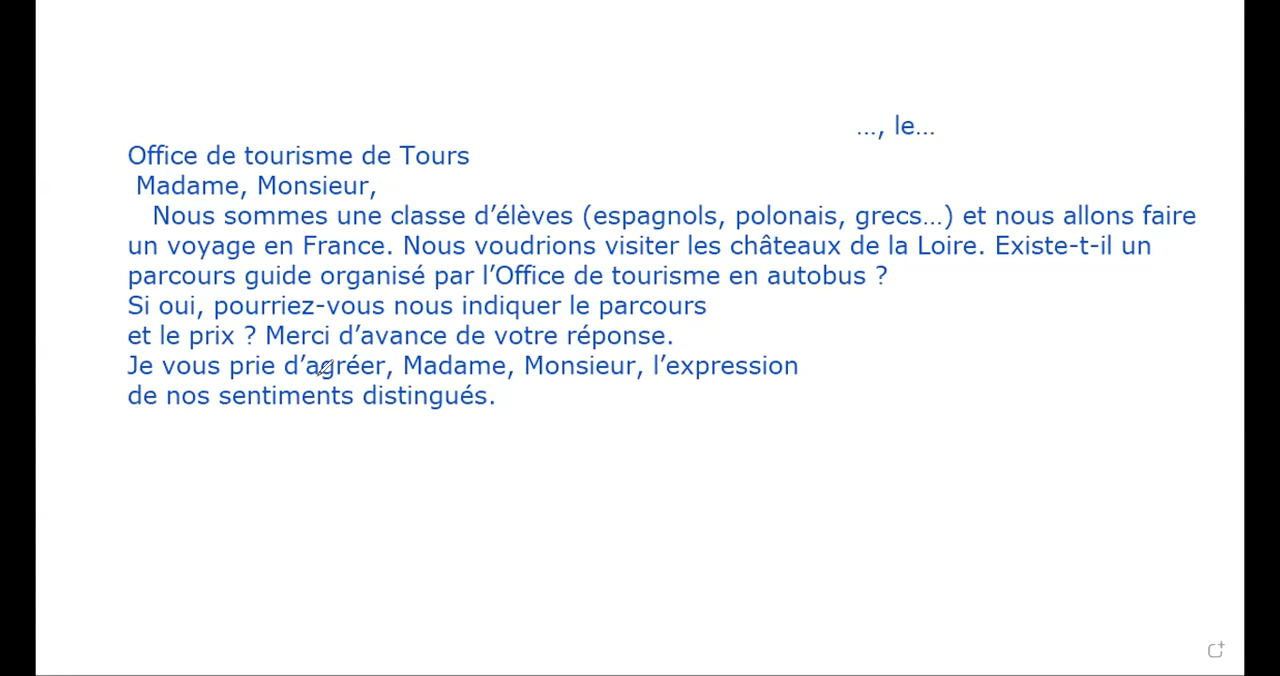 …, le…
Office de tourisme de Tours
Madame, Monsieur,
Nous sommes une classe d’élèves (espagnols, polonais, grecs…) et nous allons faire
un voyage en France. Nous voudrions visiter les châteaux de la Loire. Existe-t-il un
parcours guide organisé par l’Office de tourisme en autobus ?
Si oui, pourriez-vous nous indiquer le parcours
et le prix ? Merci d’avance de votre réponse.
Je vous prie d’agréer, Madame, Monsieur, l’expression
de nos sentiments distingués.